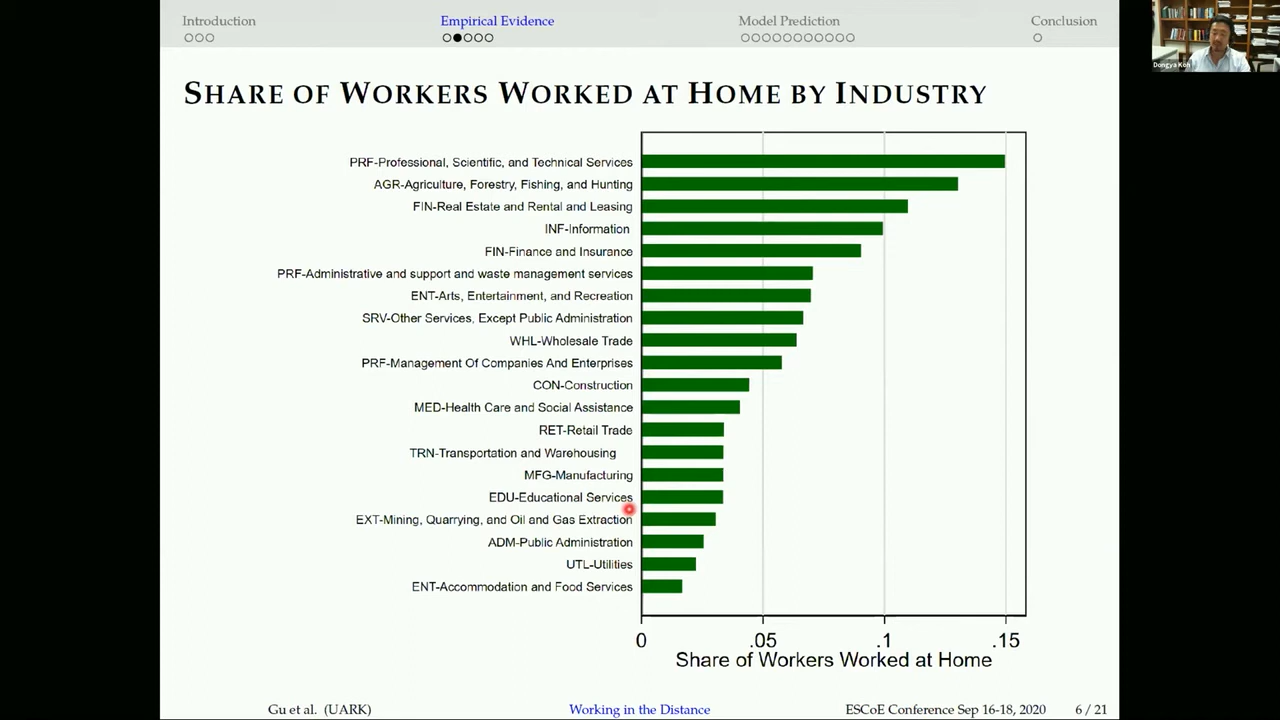 Introduction
Empirical Evidence
Model Prediction
Conclusion
Dongya Koh
SHARE OF WORKERS WORKED AT HOME BY INDUSTRY
PRF-Professional, Scientific, and Technical Services
AGR-Agriculture, Forestry, Fishing, and Hunting
FIN-Real Estate and Rental and Leasing
INF-Information
FIN-Finance and Insurance
PRF-Administrative and support and waste management services
ENT-Arts, Entertainment, and Recreation
SRV-Other Services, Except Public Administration
WHL-Wholesale Trade
PRF-Management Of Companies And Enterprises
CON-Construction
MED-Health Care and Social Assistance
RET-Retail Trade
TRN-Transportation and Warehousing
MFG-Manufacturing
EDU-Educational Services
EXT-Mining, Quarrying, and Oil and Gas Extraction
ADM-Public Administration
UTL-Utilities
ENT-Accommodation and Food Services
0 .05 .1 .15
Share of Workers Worked at Home
Gu et al. (UARK)
Working in the Distance
ESCoE Conference Sep 16-18, 2020
6 / 21